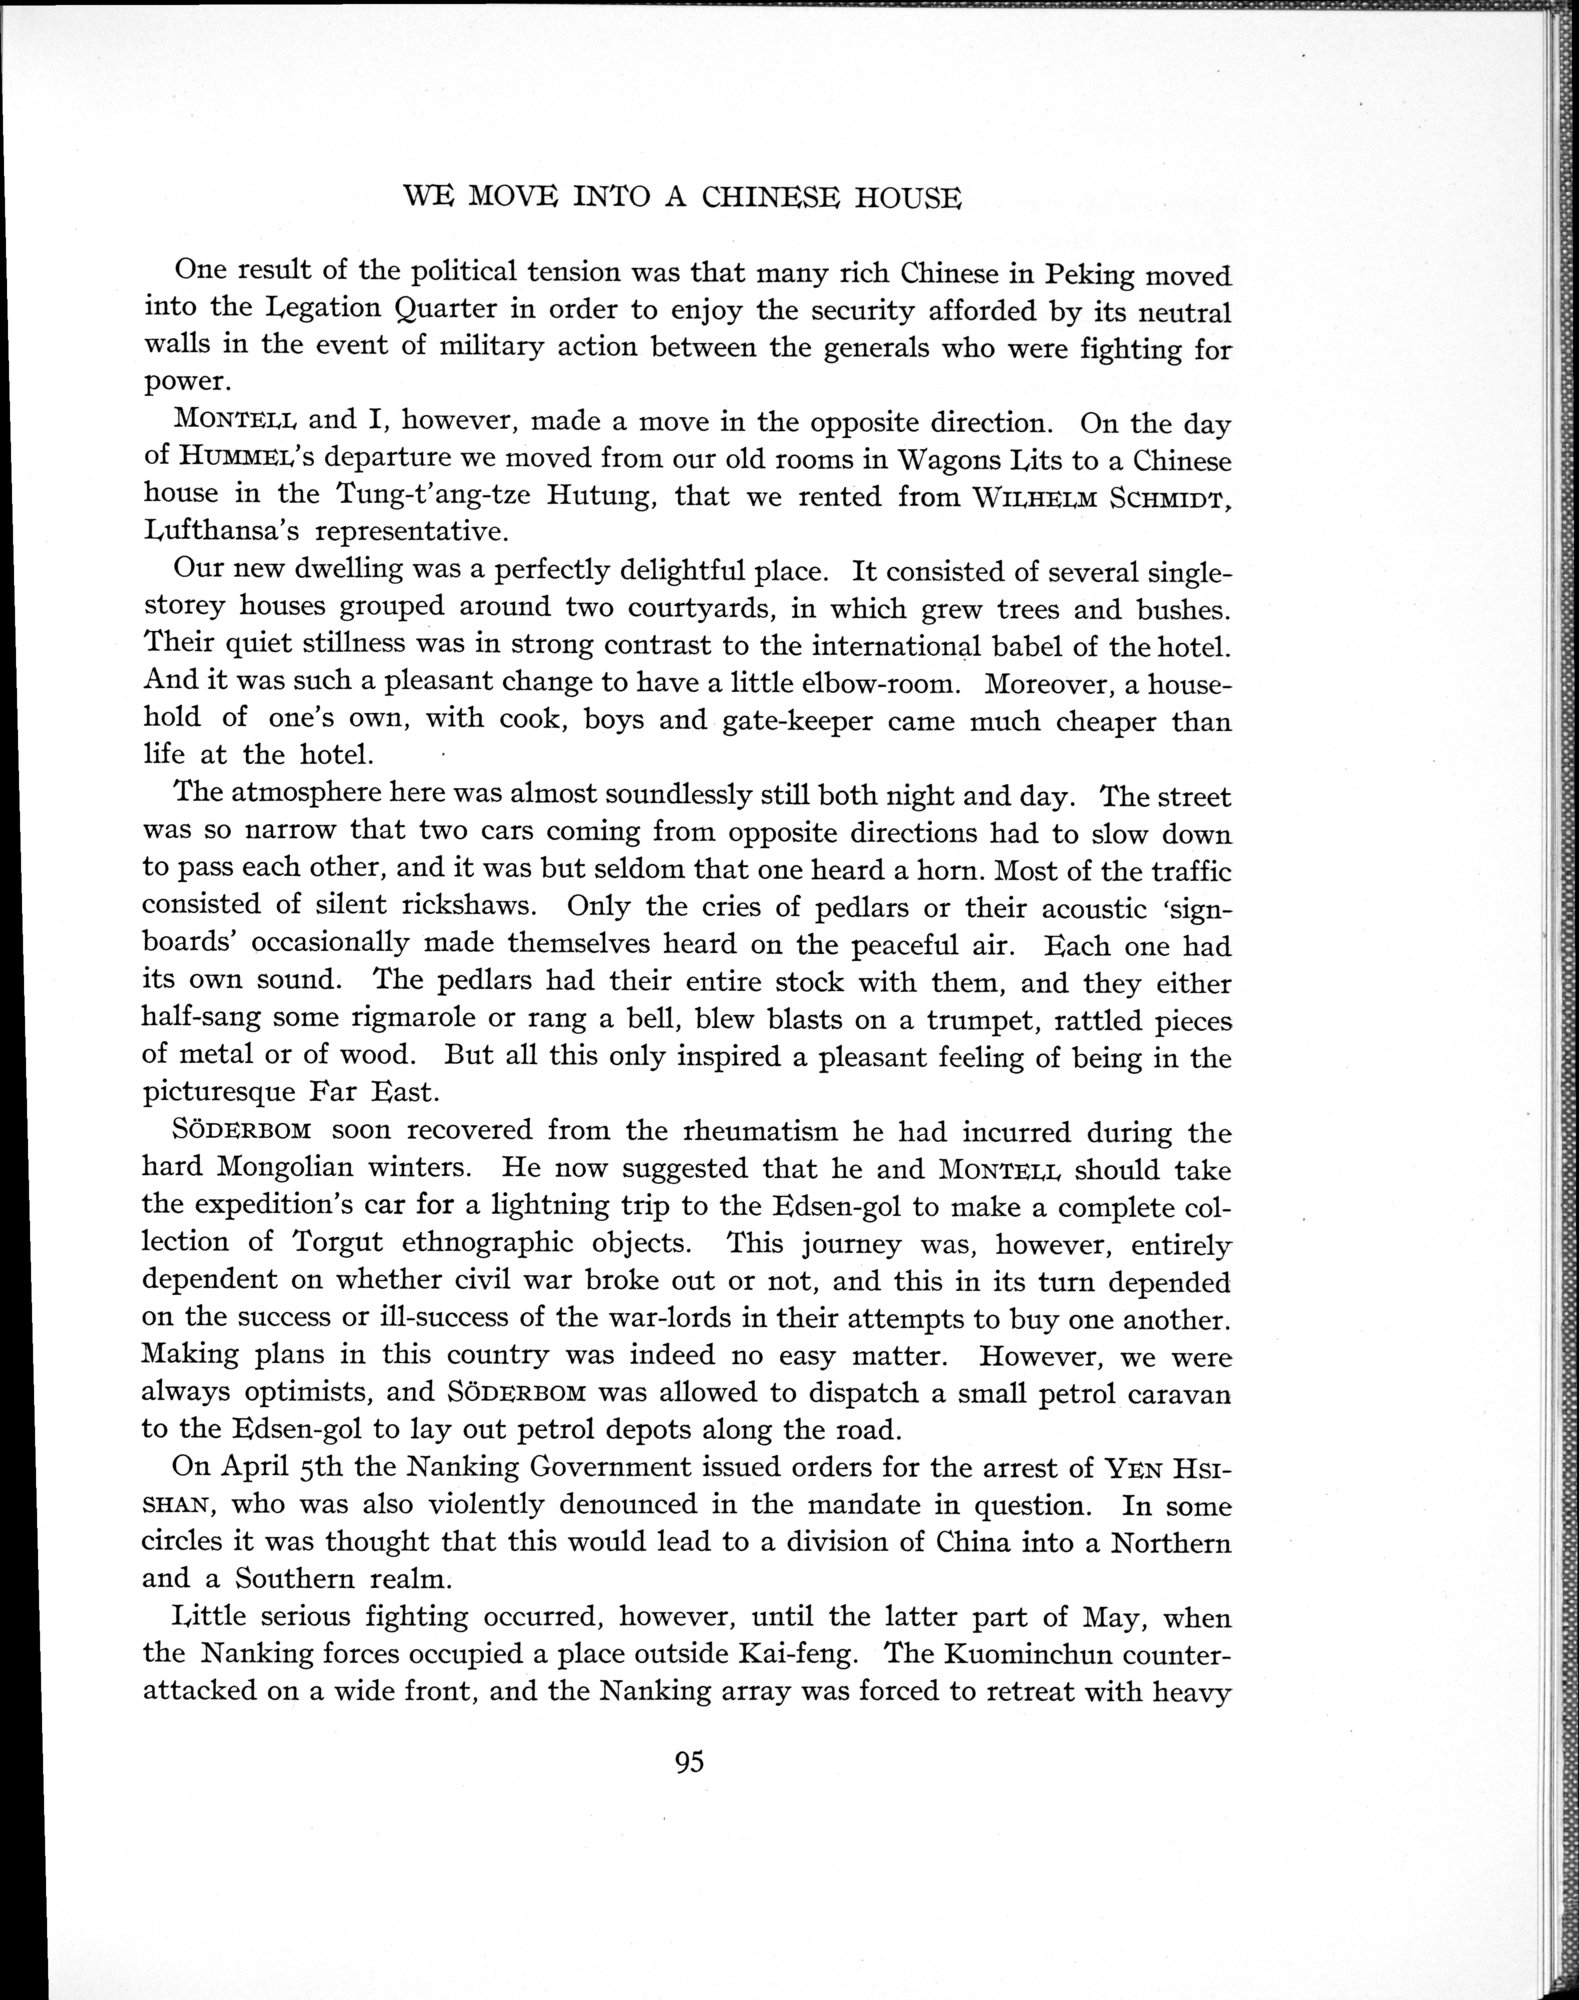 WE MOVE INTO A CHINESE HOUSE
One result of the political tension was that many rich Chinese in Peking moved
into the Legation Quarter in order to enjoy the security afforded by its neutral
walls in the event of military action between the generals who were fighting for
power.
MONTELL and I, however, made a move in the opposite direction. On the day
of HUMMEL's departure we moved from our old rooms in Wagons Lits to a Chinese
house in the Tung-t'ang-tze Hutung, that we rented from WILHELM SCHMIDT,
Lufthansa's representative.
Our new dwelling was a perfectly delightful place. It consisted of several single-
storey houses grouped around two courtyards, in which grew trees and bushes.
Their quiet stillness was in strong contrast to the international babel of the hotel.
And it was such a pleasant change to have a little elbow-room. Moreover, a house-
hold of one's own, with cook, boys and gate-keeper came much cheaper than
life at the hotel.
The atmosphere here was almost soundlessly still both night and day. The street
was so narrow that two cars coming from opposite directions had to slow down
to pass each other, and it was but seldom that one heard a horn. Most of the traffic
consisted of silent rickshaws. Only the cries of pedlars or their acoustic 'sign-
boards' occasionally made themselves heard on the peaceful air. Each one had
its own sound. The pedlars had their entire stock with them, and they either
half-sang some rigmarole or rang a bell, blew blasts on a trumpet, rattled pieces
of metal or of wood. But all this only inspired a pleasant feeling of being in the
picturesque Far East.
SÖDERBOM soon recovered from the rheumatism he had incurred during the
hard Mongolian winters. He now suggested that he and MONTELL should take
the expedition's car for a lightning trip to the Edsen-gol to make a complete col-
lection of Torgut ethnographic objects. This journey was, however, entirely
dependent on whether civil war broke out or not, and this in its turn depended
on the success or ill-success of the war-lords in their attempts to buy one another.
Making plans in this country was indeed no easy matter. However, we were
always optimists, and SÖDERBOM was allowed to dispatch a small petrol caravan
to the Edsen-gol to lay out petrol depots along the road.
On April 5th the Nanking Government issued orders for the arrest of YEN HSI-
SHAN, who was also violently denounced in the mandate in question. In some
circles it was thought that this would lead to a division of China into a Northern
and a Southern realm.
Little serious fighting occurred, however, until the latter part of May, when
the Nanking forces occupied a place outside Kai-feng. The Kuominchun counter-
attacked on a wide front, and the Nanking array was forced to retreat with heavy
95